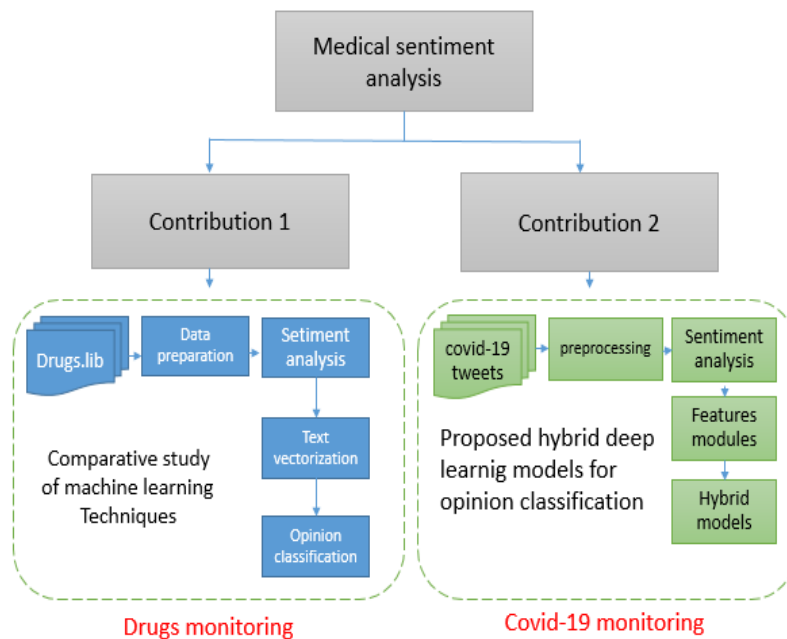 Medical sentiment
analysis
Contribution 1
Contribution 2
Drugs.lib
Data
preparation
Setiment
analysis
Text
vectorization
Opinion
classification
Comparative study
of machine learning
Techniques
Drugs monitoring
covid-19
tweets
preprocessing
Sentiment
analysis
Features
modules
Hybrid
models
Proposed hybrid deep
learnig models for
opinion classification
Covid-19 monitoring